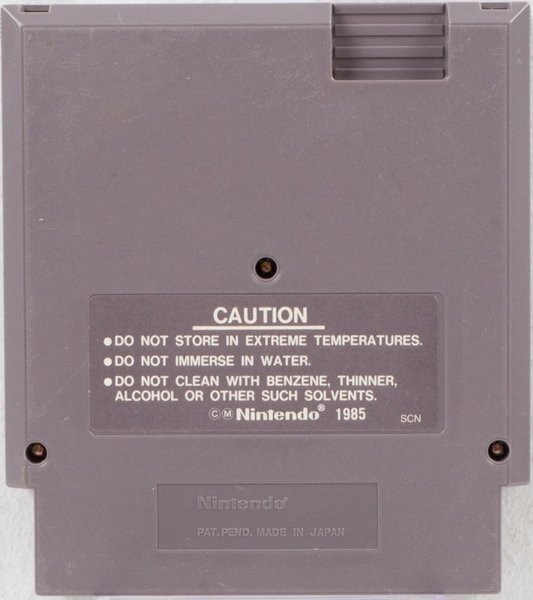 CAUTION
●DO NOT STORE IN EXTREME TEMPERATURES.
●DO NOT IMMERSE IN WATER.
●DO NOT CLEAN WITH BENZENE, THINNER,
ALCOHOL OR OTHER SUCH SOLVENTS.
©Ⓜ Nintendo® 1985 SCN
Nintendo®
PAT. PEND. MADE IN JAPAN